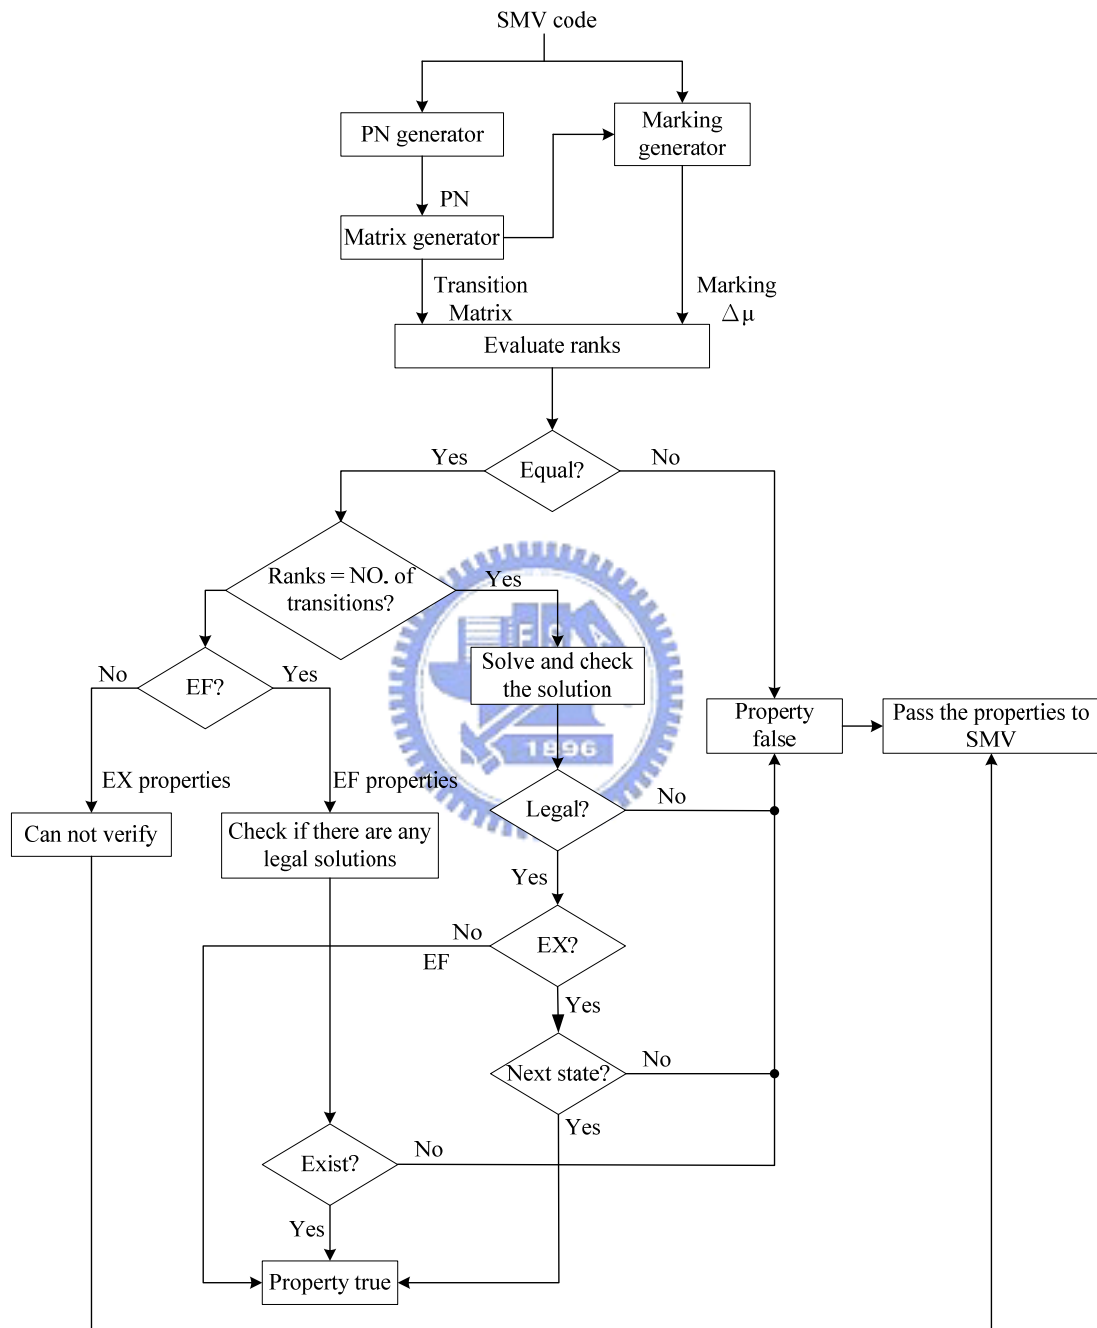 SMV code
PN generator
Marking
generator
PN
Matrix generator
Transition
Matrix
Marking
Δμ
Evaluate ranks
Yes
Equal?
No
Ranks = NO. of
transitions?
Yes
No
EF?
Yes
Solve and check
the solution
Property
false
Pass the properties to
SMV
1896
EX properties
EF properties
Can not verify
Check if there are any
legal solutions
Legal?
No
Yes
No
EF
EX?
Yes
Next state?
No
Yes
No
Exist?
Yes
Property true